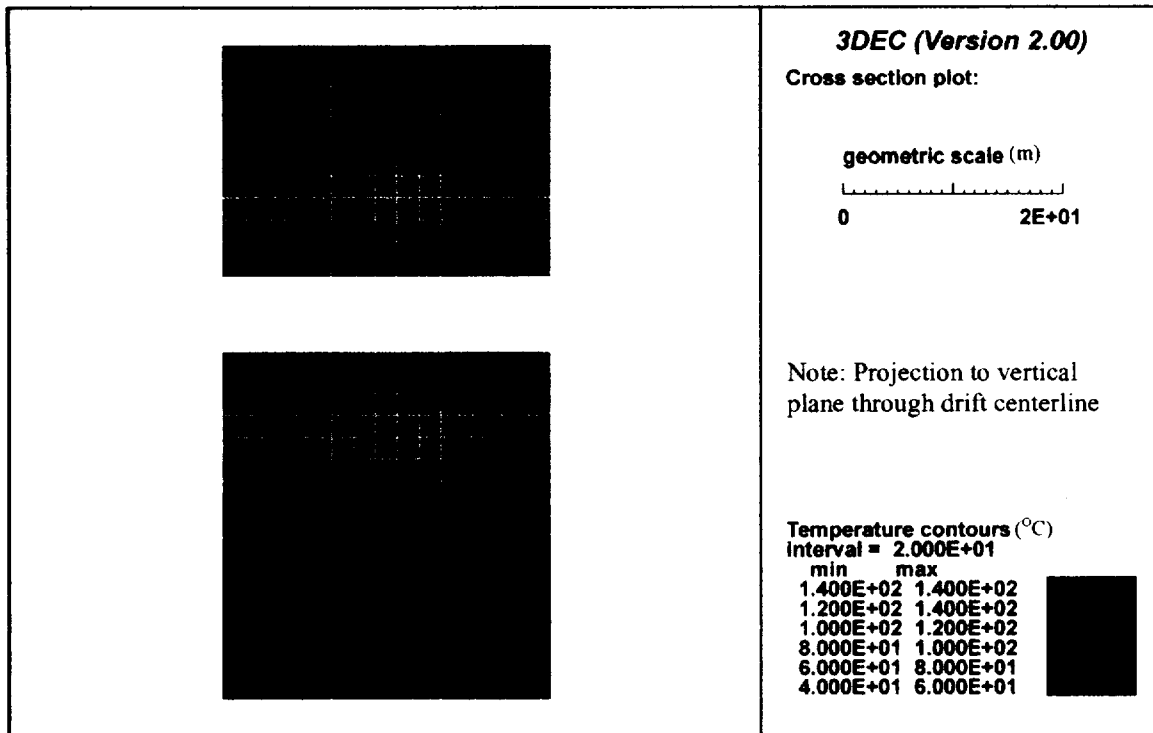 3DEC (Version 2.00)
Cross section plot:
geometric scale (m)
0 2E+01
Note: Projection to vertical
plane through drift centerline
Temperature contours (°C)
interval = 2.000E+01
min max
1.400E+02 1.400E+02
1.200E+02 1.400E+02
1.000E+02 1.200E+02
8.000E+01 1.000E+02
6.000E+01 8.000E+01
4.000E+01 6.000E+01